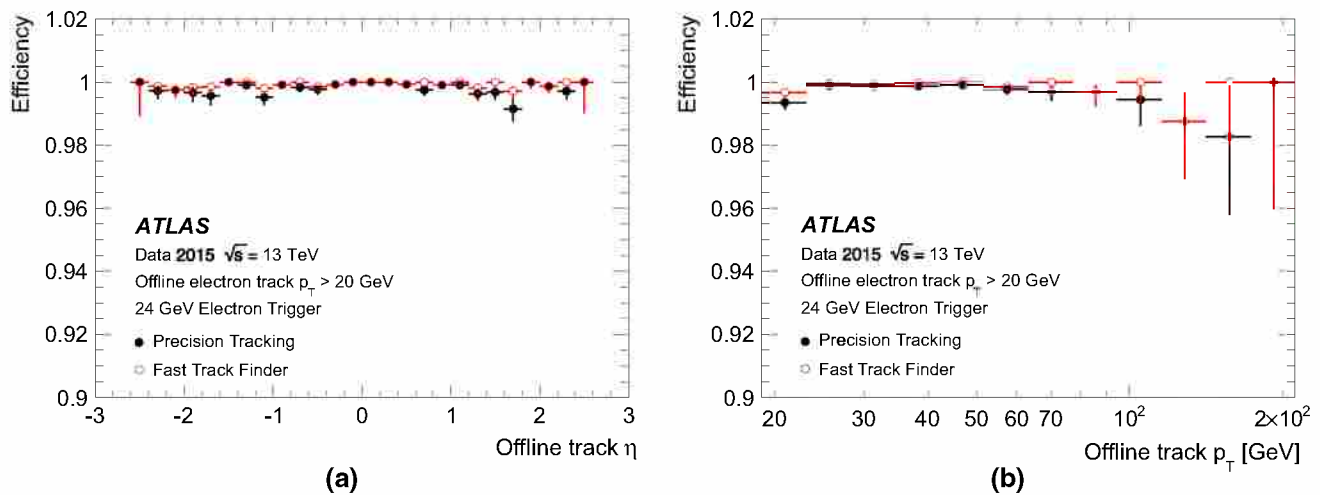 Efficiency
1.02
1
0.98
0.96
0.94
0.92
0.9
ATLAS
Data 2015 √s = 13 TeV
Offline electron track p_T > 20 GeV
24 GeV Electron Trigger
Precision Tracking
Fast Track Finder
-3 -2 -1 0 1 2 3
Offline track η
(a)
Efficiency
1.02
1
0.98
0.96
0.94
0.92
0.9
ATLAS
Data 2015 √s = 13 TeV
Offline electron track p_T > 20 GeV
24 GeV Electron Trigger
Precision Tracking
Fast Track Finder
20 30 40 50 60 70 10² 2×10²
Offline track p_T [GeV]
(b)